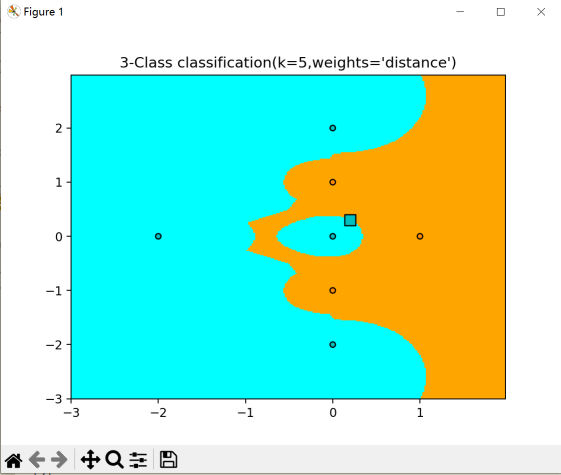 Figure 1
3-Class classification(k=5,weights='distance')
2
1
0
−1
−2
−3
−3 −2 −1 0 1